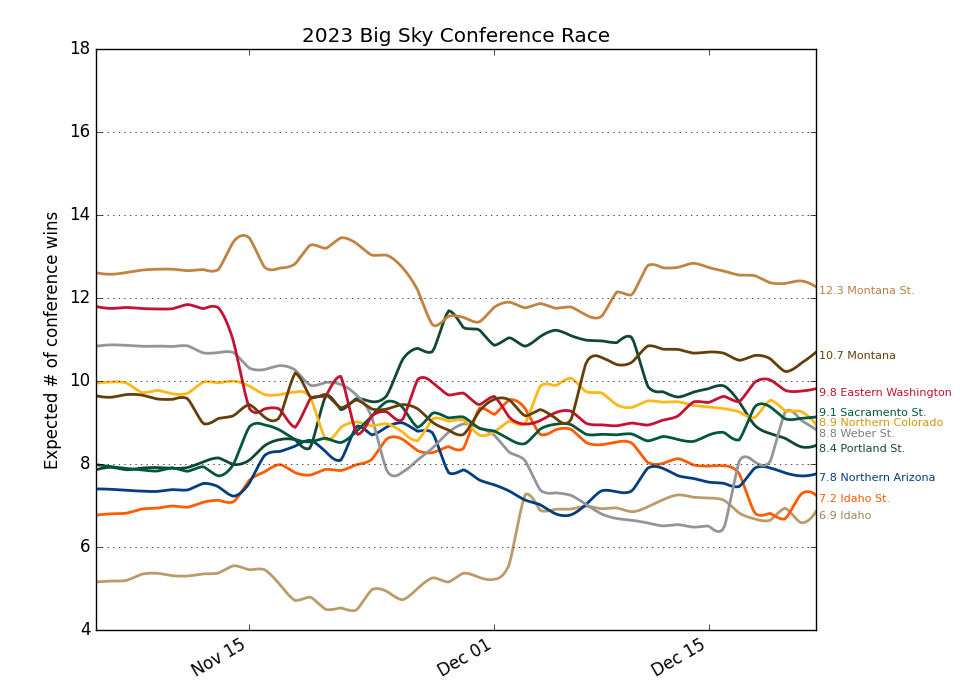 2023 Big Sky Conference Race
Expected # of conference wins
18
16
14
12
10
8
6
4
Nov 15
Dec 01
Dec 15
12.3 Montana St.
10.7 Montana
9.8 Eastern Washington
9.1 Sacramento St.
8.9 Northern Colorado
8.8 Weber St.
8.4 Portland St.
7.8 Northern Arizona
7.2 Idaho St.
6.9 Idaho